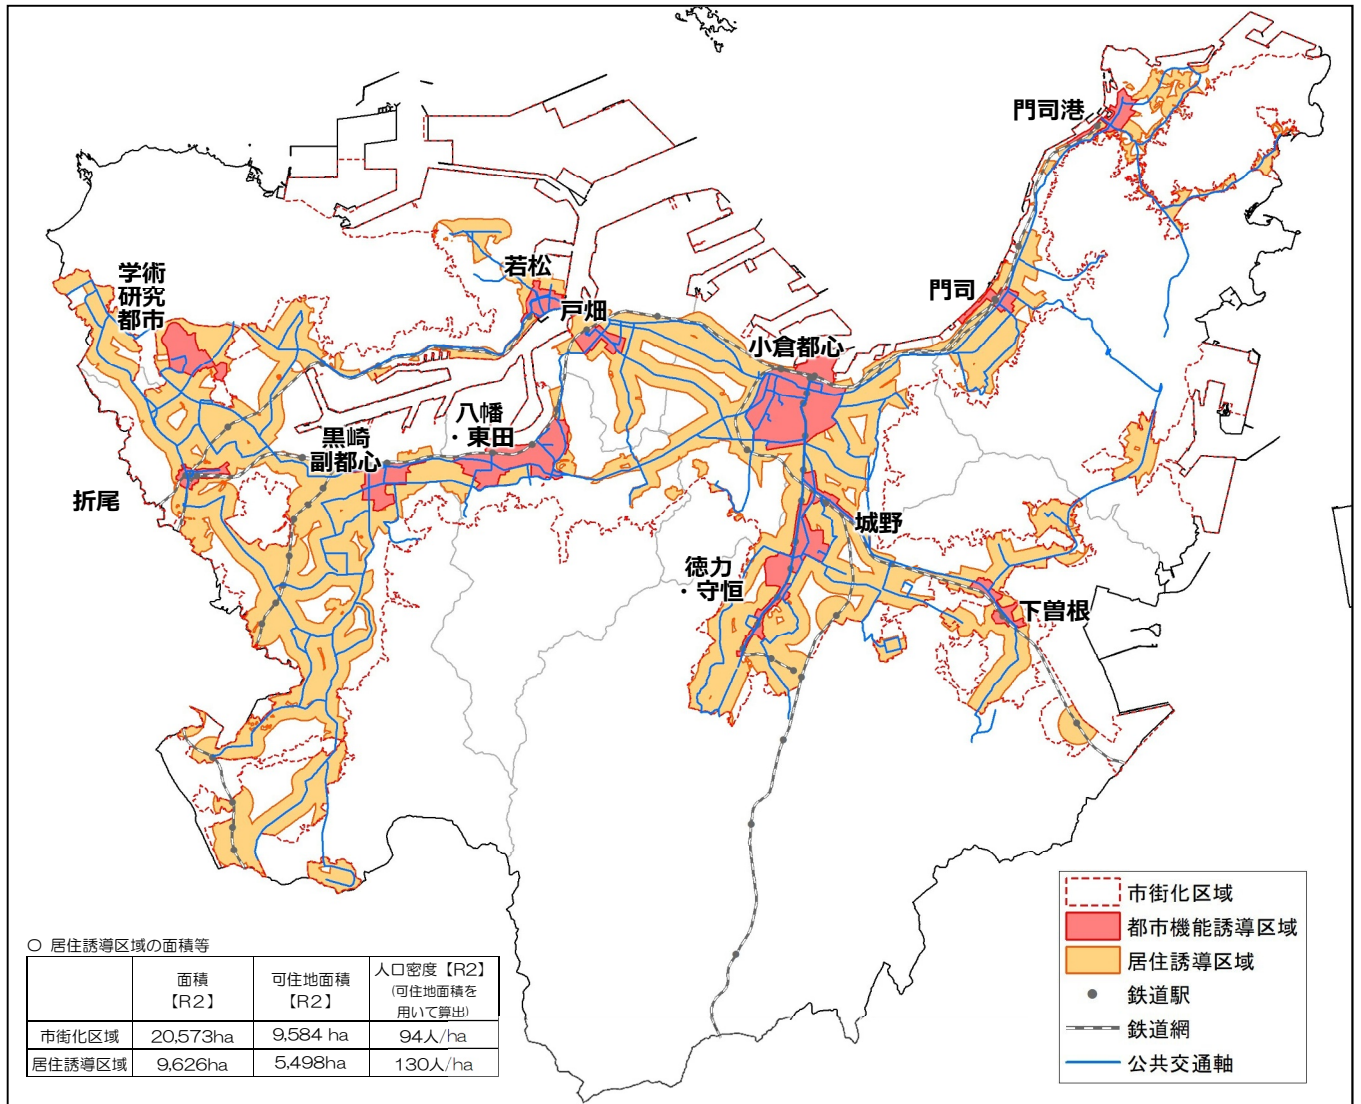 門司港
門司
学術
研究
都市
若松
戸畑
小倉都心
八幡
・東田
黒崎
副都心
折尾
城野
徳力
・守恒
下曽根
市街化区域
都市機能誘導区域
居住誘導区域
鉄道駅
鉄道網
公共交通軸
〇 居住誘導区域の面積等
面積
【R2】
可住地面積
【R2】
人口密度【R2】
(可住地面積を
用いて算出)
市街化区域 20,573ha 9,584 ha 94人/ha
居住誘導区域 9,626ha 5,498ha 130人/ha